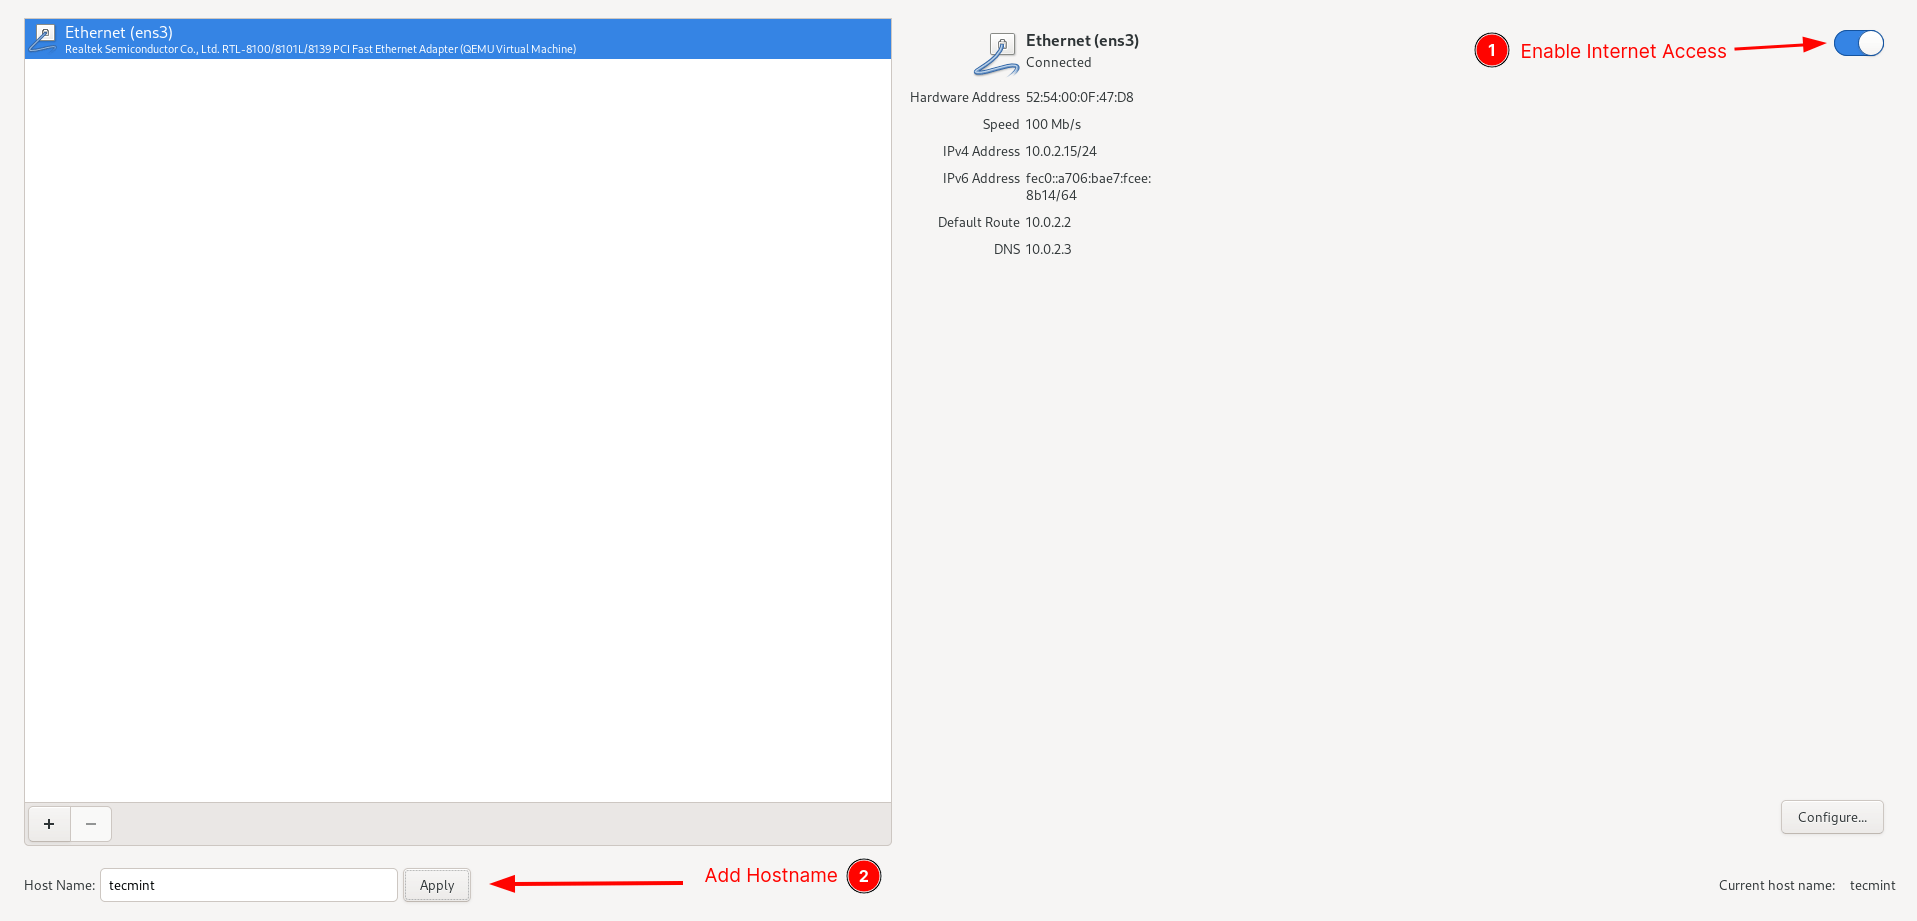 Ethernet (ens3)
Realtek Semiconductor Co., Ltd. RTL-8100/8101L/8139 PCI Fast Ethernet Adapter (QEMU Virtual Machine)
Ethernet (ens3)
Connected
Hardware Address 52:54:00:0F:47:D8
Speed 100 Mb/s
IPv4 Address 10.0.2.15/24
IPv6 Address fec0::a706:bae7:fcee:
8b14/64
Default Route 10.0.2.2
DNS 10.0.2.3
1 Enable Internet Access
+ −
Configure...
Host Name: tecmint Apply
Add Hostname 2
Current host name: tecmint